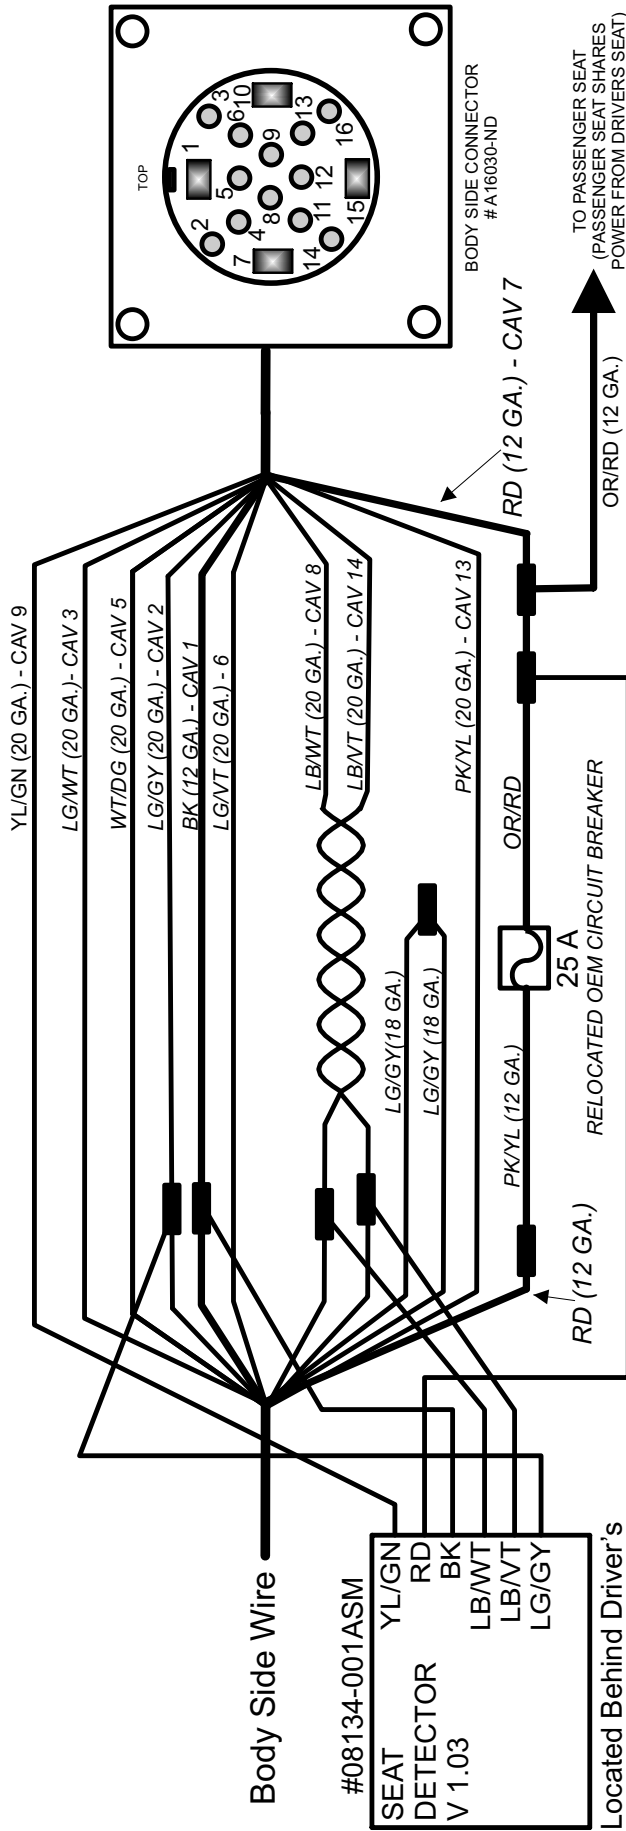 YL/GN (20 GA.) - CAV 9
LG/WT (20 GA.)- CAV 3
WT/DG (20 GA.) - CAV 5
LG/GY (20 GA.) - CAV 2
BK (12 GA.) - CAV 1
LG/VT (20 GA.) - 6
LB/WT (20 GA.) - CAV 8
LB/VT (20 GA.) - CAV 14
LG/GY(18 GA.)
LG/GY (18 GA.)
PK/YL (20 GA.) - CAV 13
RD (12 GA.) - CAV 7
OR/RD
25 A
RELOCATED OEM CIRCUIT BREAKER
PK/YL (12 GA.)
RD (12 GA.)
OR/RD (12 GA.)
TO PASSENGER SEAT
(PASSENGER SEAT SHARES
POWER FROM DRIVERS SEAT)
TOP
1
2
3
4
5
6
7
8
9
10
11
12
13
14
15
16
BODY SIDE CONNECTOR
# A16030-ND
Body Side Wire
#08134-001ASM
SEAT
DETECTOR
V 1.03
YL/GN
RD
BK
LB/WT
LB/VT
LG/GY
Located Behind Driver's